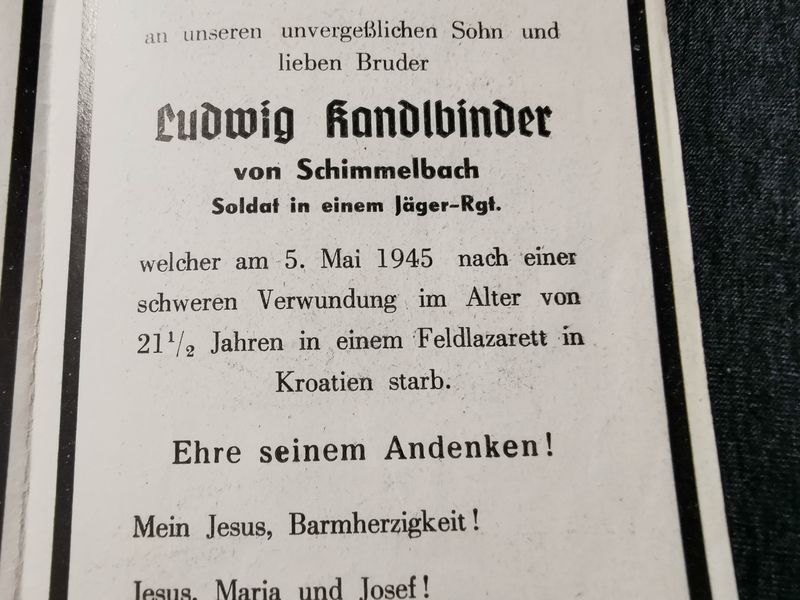 an unseren unvergeßlichen Sohn und
lieben Bruder
Ludwig Kandlbinder
von Schimmelbach
Soldat in einem Jäger-Rgt.
welcher am 5. Mai 1945 nach einer
schweren Verwundung im Alter von
21 1/2 Jahren in einem Feldlazarett in
Kroatien starb.
Ehre seinem Andenken!
Mein Jesus, Barmherzigkeit!
Jesus, Maria und Josef!